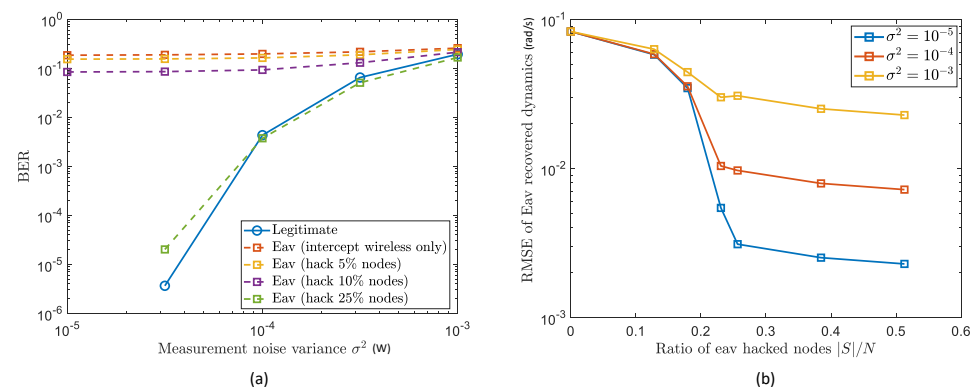 10^0
10^-1
10^-2
10^-3
10^-4
10^-5
10^-6
BER
10^-5
10^-4
10^-3
Measurement noise variance σ^2 (W)
Legitimate
Eav (intercept wireless only)
Eav (hack 5% nodes)
Eav (hack 10% nodes)
Eav (hack 25% nodes)
(a)
10^-1
10^-2
10^-3
RMSE of Eav recovered dynamics (rad/s)
0
0.1
0.2
0.3
0.4
0.5
0.6
Ratio of eav hacked nodes |S|/N
σ^2 = 10^-5
σ^2 = 10^-4
σ^2 = 10^-3
(b)